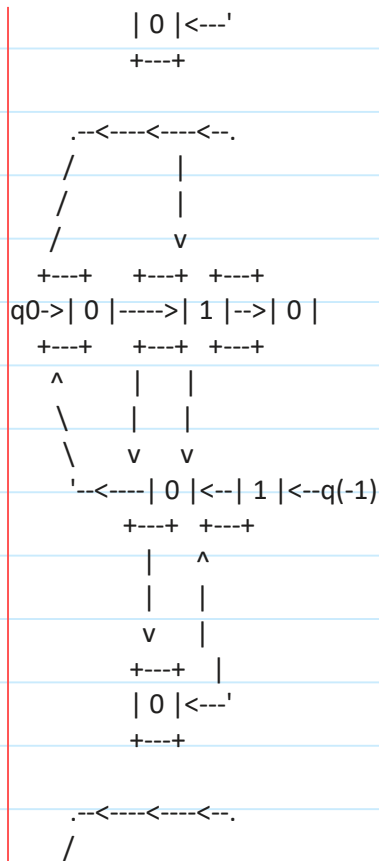 | 0 |<---'
+---+
.--<----<----<--.
/ |
/ |
/ v
+---+ +---+ +---+
q0->| 0 |----->| 1 |-->| 0 |
+---+ +---+ +---+
^ | |
\ | |
\ v v
'--<----| 0 |<--| 1 |<--q(-1)
+---+ +---+
| ^
| |
v |
+---+ |
| 0 |<---'
+---+
.--<----<----<--.
/